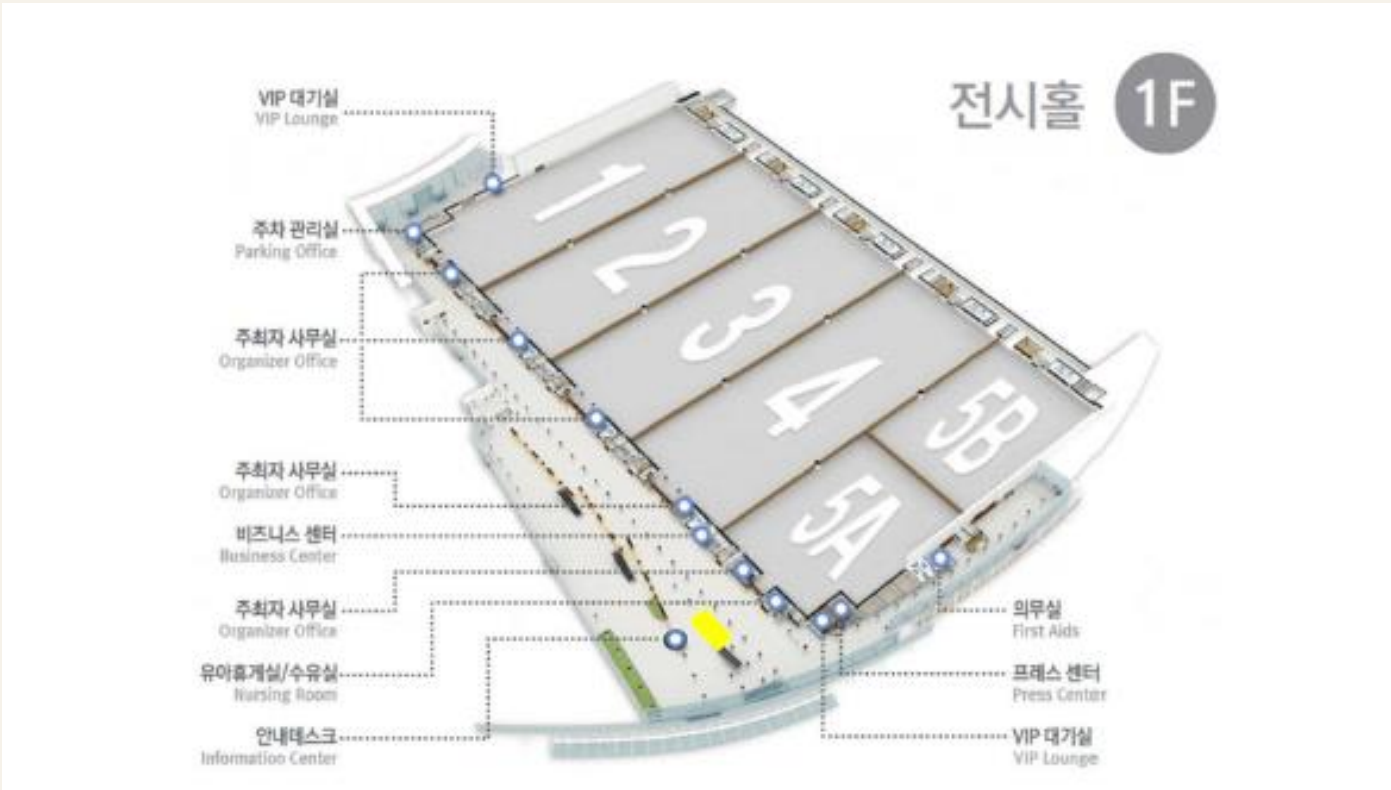 전시홀 1F
VIP 대기실
VIP Lounge
주차 관리실
Parking Office
주최자 사무실
Organizer Office
주최자 사무실
Organizer Office
비즈니스 센터
Business Center
주최자 사무실
Organizer Office
유아휴게실/수유실
Nursing Room
안내데스크
Information Center
1
2
3
4
5B
5A
의무실
First Aids
프레스 센터
Press Center
VIP 대기실
VIP Lounge